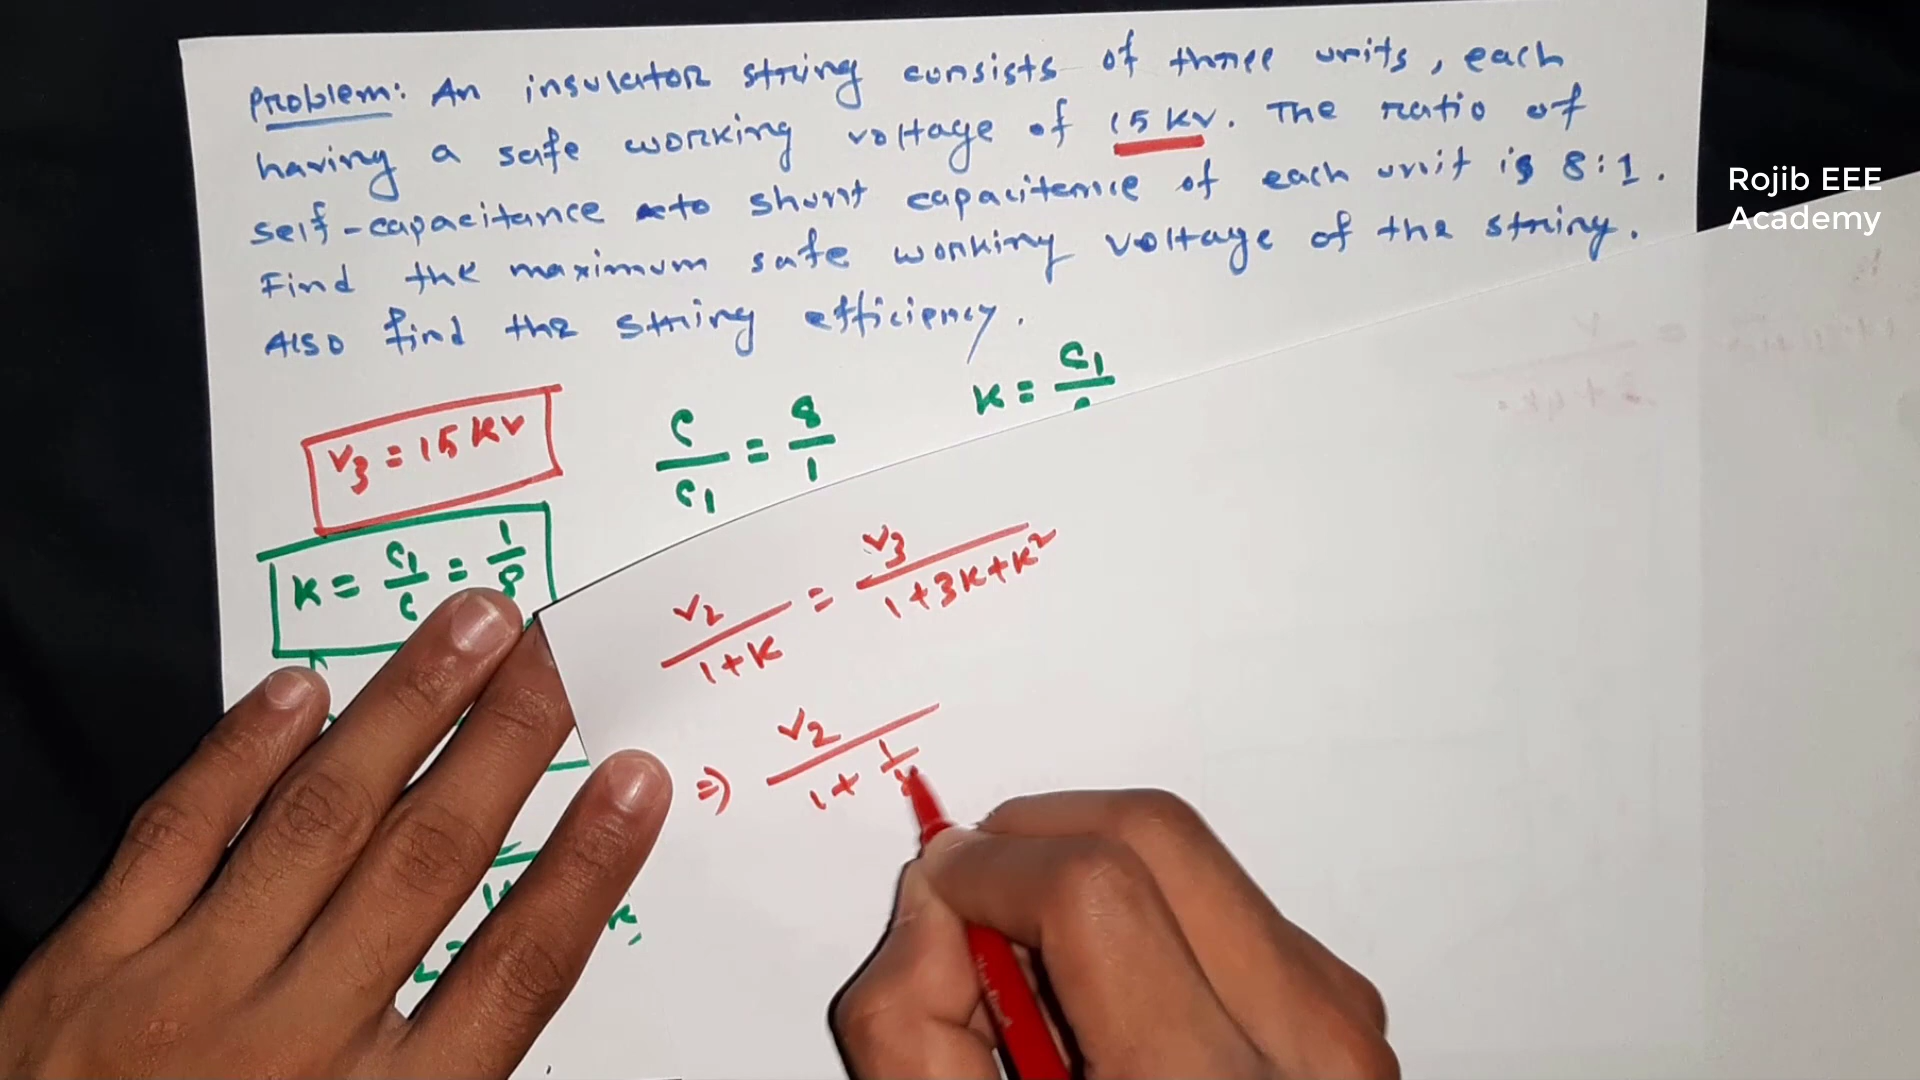 Problem: An insulator string consists of three units, each
having a safe working voltage of 15 kv. The ratio of
self-capacitance to shunt capacitence of each unit is 8:1.
Find the maximum safe working voltage of the string.
Also find the string efficiency.
Rojib EEE
Academy
V3 = 15 KV
C/C1 = 8/1
K = C1/
K = C1/C = 1/8
V2/1+K = V3/1+3K+K²
⇒ V2/1+1/